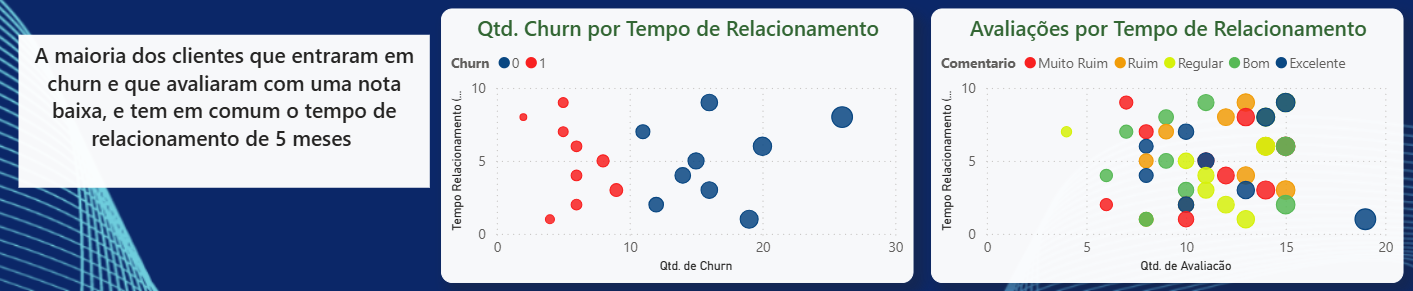 A maioria dos clientes que entraram em
churn e que avaliaram com uma nota
baixa, e tem em comum o tempo de
relacionamento de 5 meses
Qtd. Churn por Tempo de Relacionamento
Churn 0 1
Tempo Relacionamento (...
10
5
0
0 10 20 30
Qtd. de Churn
Avaliações por Tempo de Relacionamento
Comentario Muito Ruim Ruim Regular Bom Excelente
Tempo Relacionamento (...
10
5
0
0 5 10 15 20
Qtd. de Avaliacão